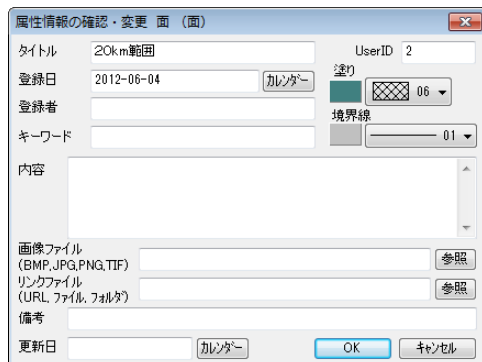 属性情報の確認・変更 面 (面)
タイトル 20km範囲 UserID 2
登録日 2012-06-04 カレンダー 塗り 06
登録者 境界線
キーワード 01
内容
画像ファイル
(BMP,JPG,PNG,TIF) 参照
リンクファイル
(URL, ファイル, フォルダ) 参照
備考
更新日 カレンダー OK キャンセル